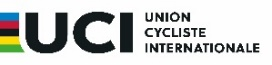 UCI
UNION
CYCLISTE
INTERNATIONALE